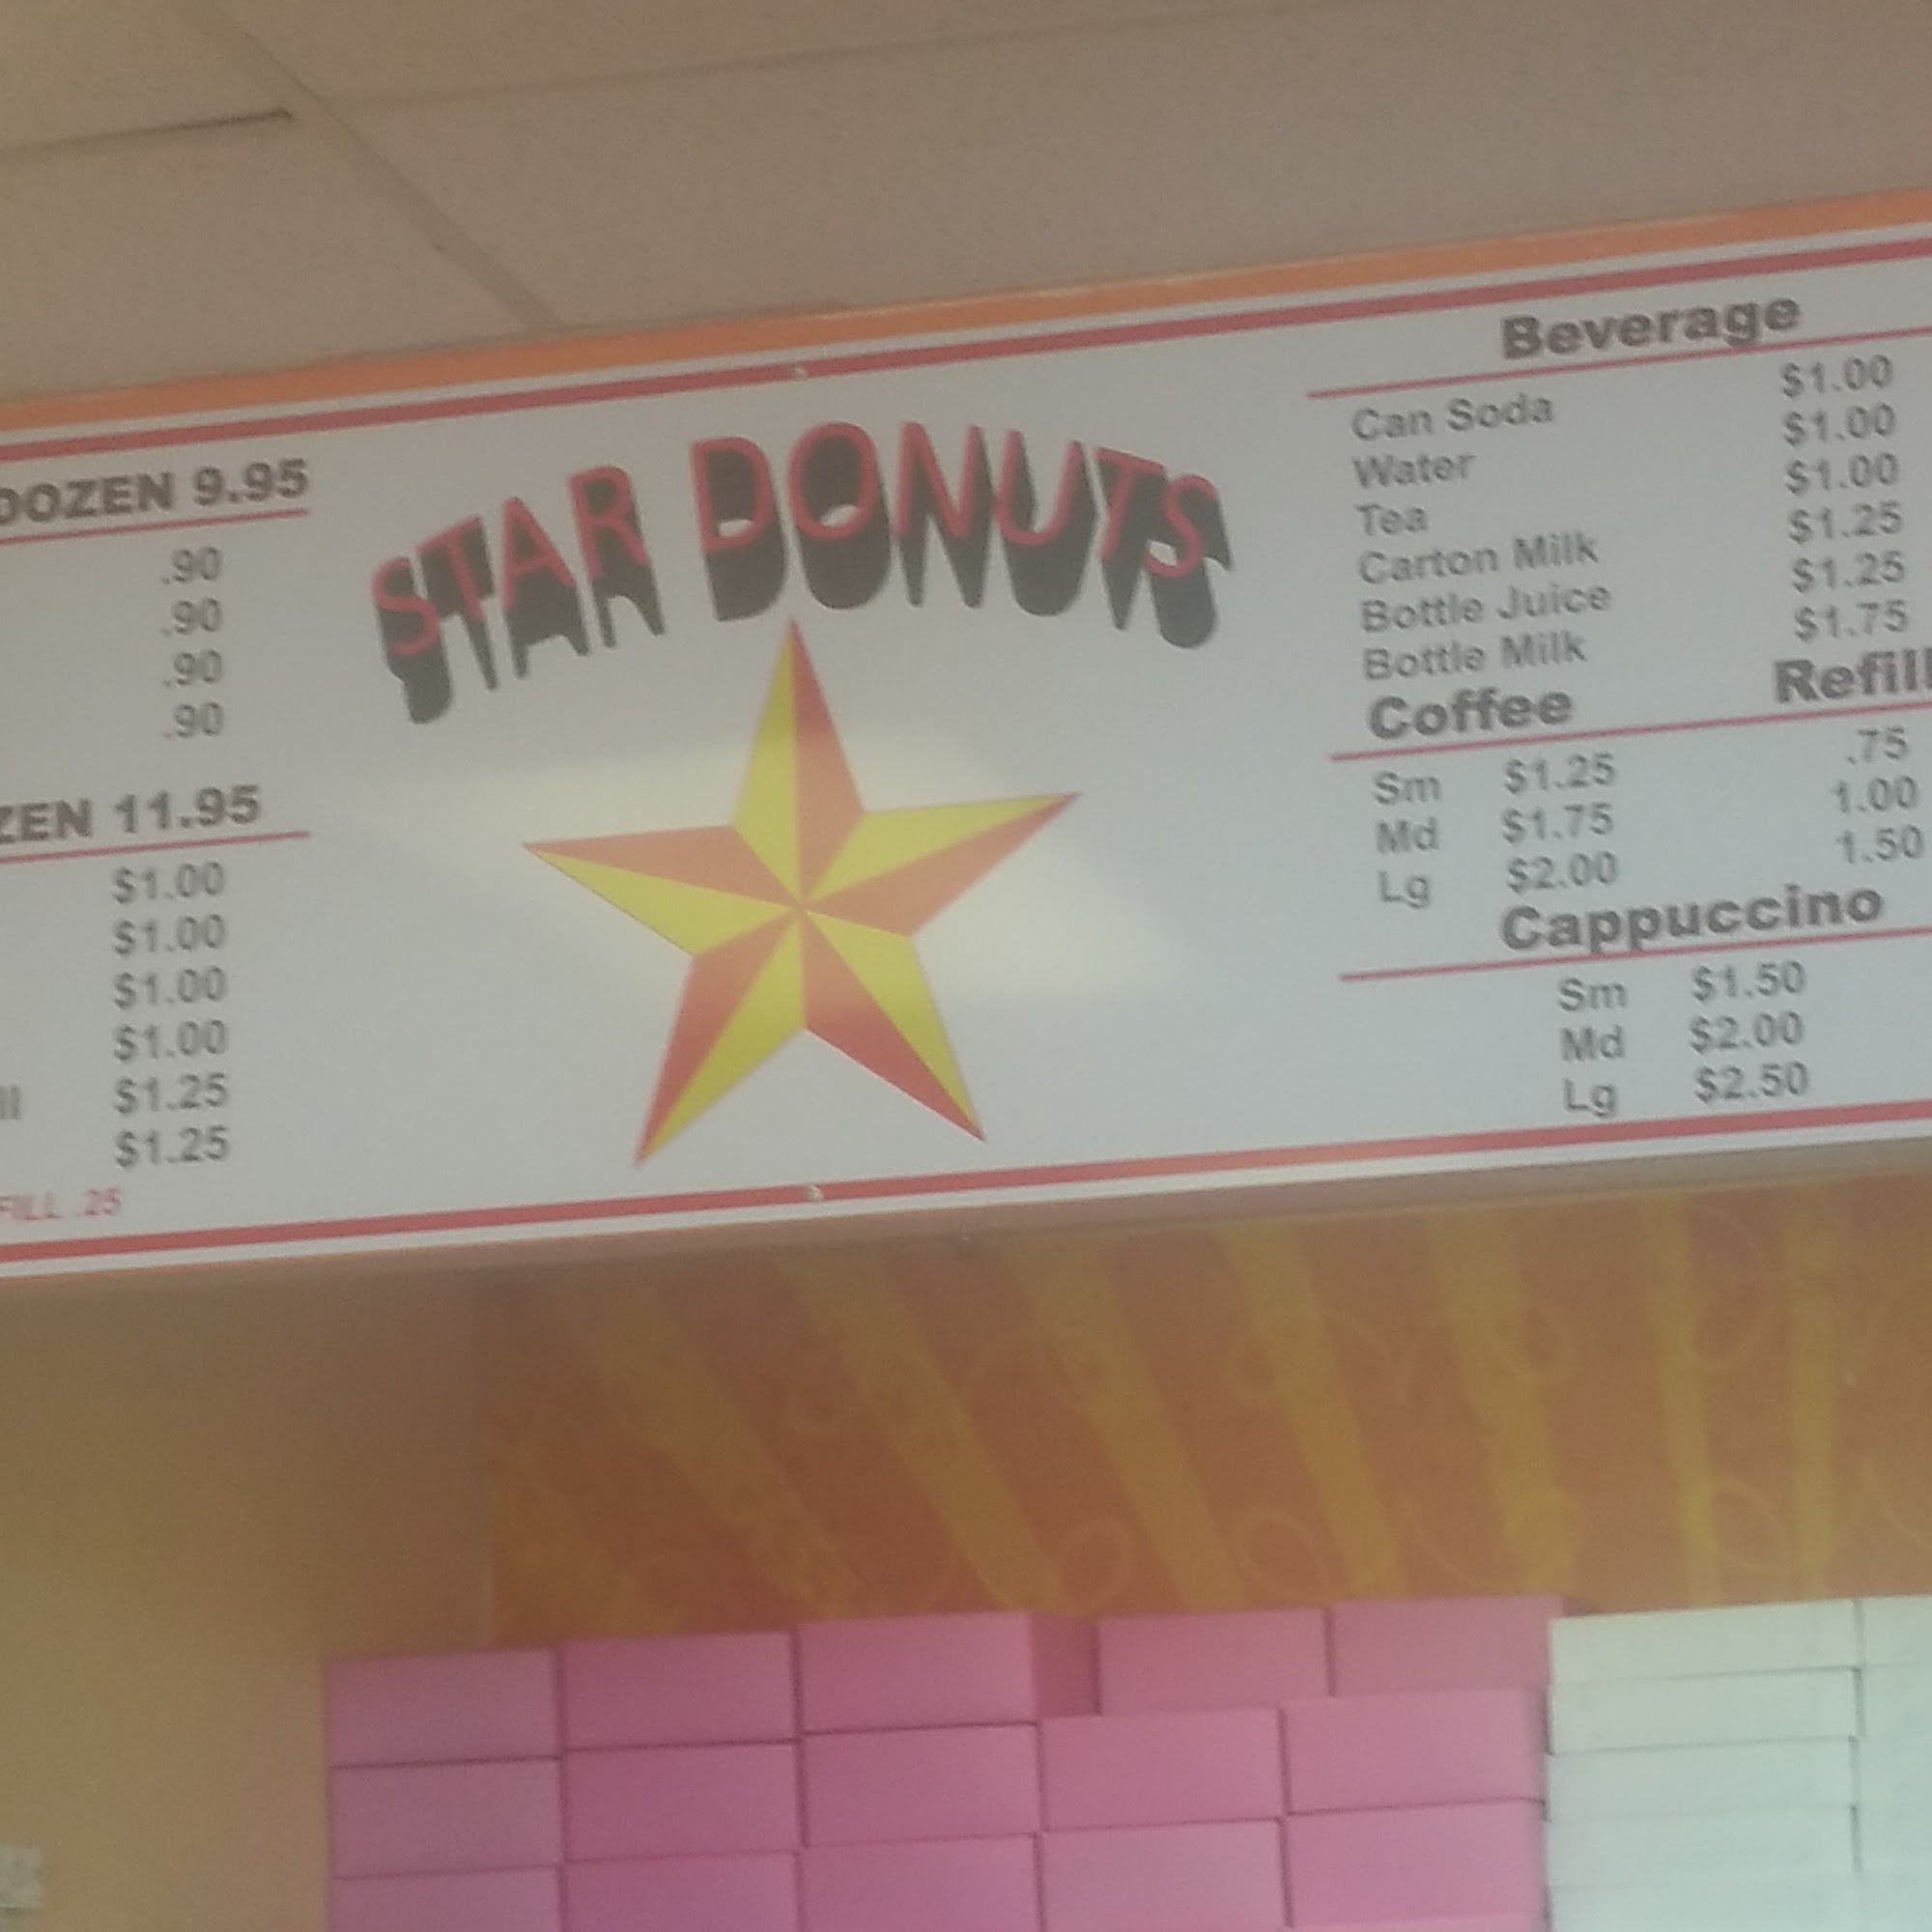 DOZEN 9.95
.90
.90
.90
.90
11.95
$1.00
$1.00
$1.00
$1.00
$1.25
$1.25
.25
STAR DONUTS
Beverage
Can Soda $1.00
Water $1.00
Tea $1.00
Carton Milk $1.25
Bottle Juice $1.25
Bottle Milk $1.75
Coffee Refill
Sm $1.25 .75
Md $1.75 1.00
Lg $2.00 1.50
Cappuccino
Sm $1.50
Md $2.00
Lg $2.50